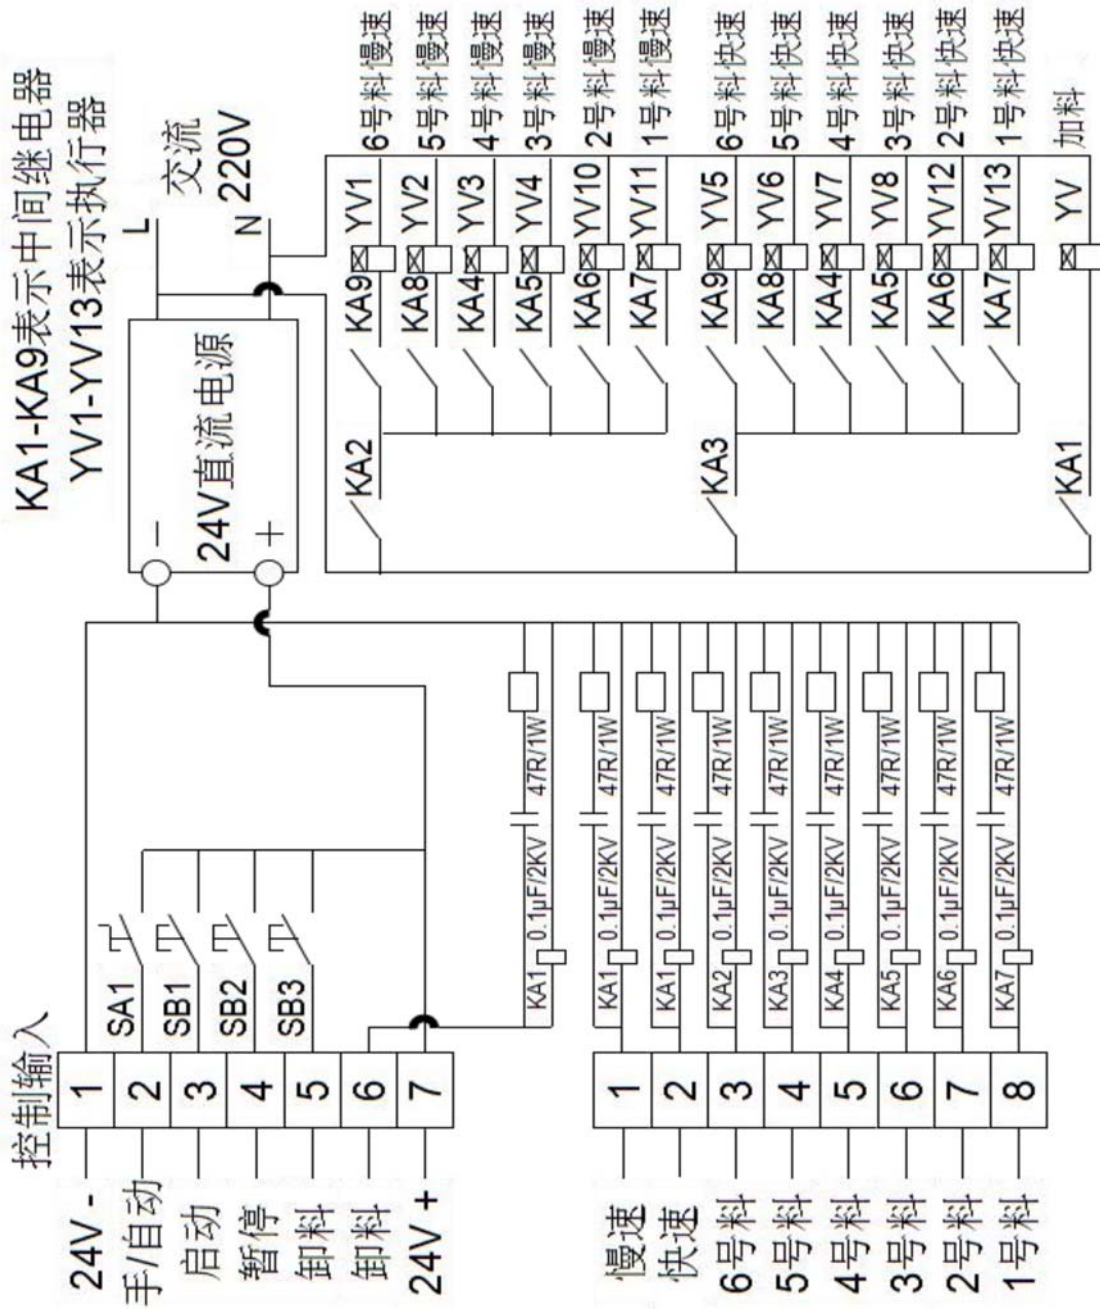 KA1-KA9表示中间继电器
YV1-YV13表示执行器
控制输入
24V -
手/自动
启动
暂停
卸料
卸料
24V +
1
2
3
4
5
6
7
SA1
SB1
SB2
SB3
24V直流电源
-
+
L
N
交流
220V
慢速
快速
6号料
5号料
4号料
3号料
2号料
1号料
1
2
3
4
5
6
7
8
KA1 0.1μF/2KV 47R/1W
KA1 0.1μF/2KV 47R/1W
KA1 0.1μF/2KV 47R/1W
KA2 0.1μF/2KV 47R/1W
KA3 0.1μF/2KV 47R/1W
KA4 0.1μF/2KV 47R/1W
KA5 0.1μF/2KV 47R/1W
KA6 0.1μF/2KV 47R/1W
KA7 0.1μF/2KV 47R/1W
KA2
KA9 YV1 6号料慢速
KA8 YV2 5号料慢速
KA4 YV3 4号料慢速
KA5 YV4 3号料慢速
KA6 YV10 2号料慢速
KA7 YV11 1号料慢速
KA3
KA9 YV5 6号料快速
KA8 YV6 5号料快速
KA4 YV7 4号料快速
KA5 YV8 3号料快速
KA6 YV12 2号料快速
KA7 YV13 1号料快速
KA1 YV 加料